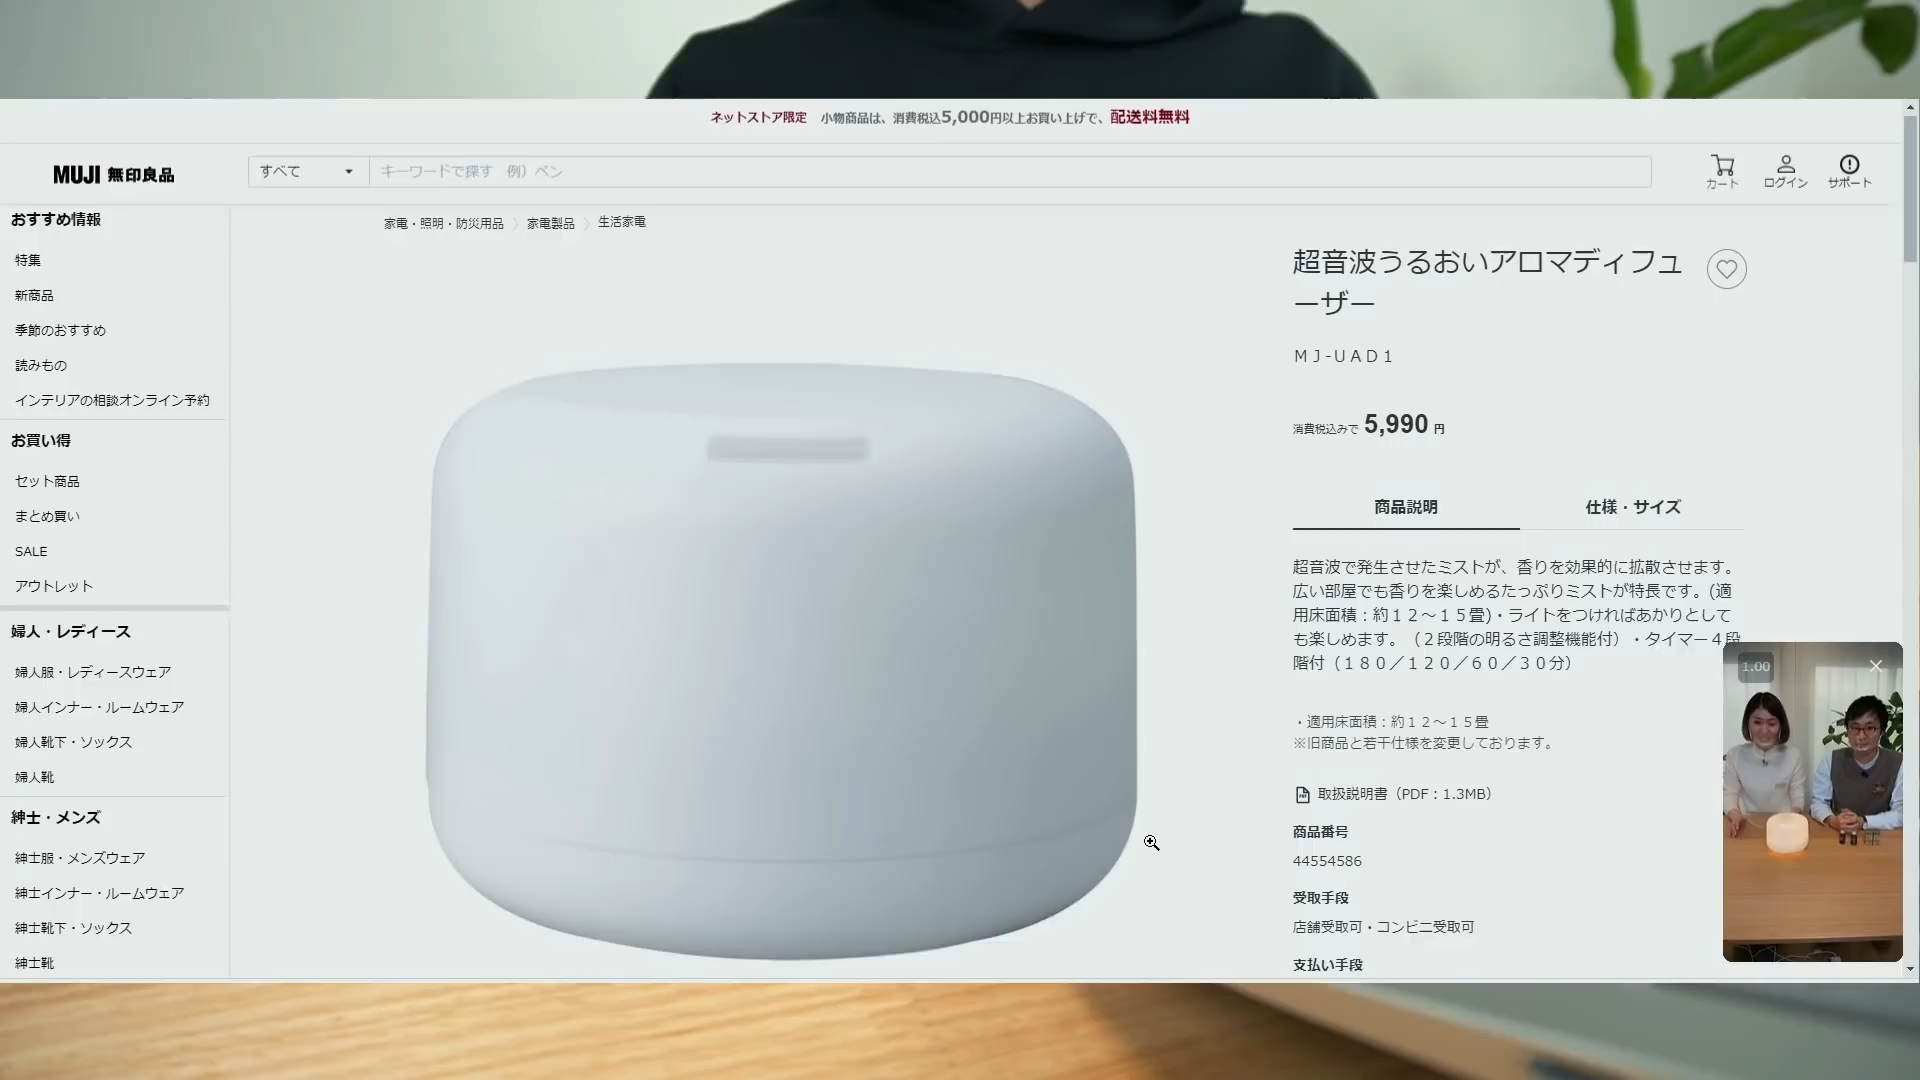 ネットストア限定 小物商品は、消費税込5,000円以上お買い上げで、配送料無料
MUJI 無印良品
すべて
キーワードで探す 例）ペン
カート
ログイン
サポート
おすすめ情報
特集
新商品
季節のおすすめ
読みもの
インテリアの相談オンライン予約
お買い得
セット商品
まとめ買い
SALE
アウトレット
婦人・レディース
婦人服・レディースウェア
婦人インナー・ルームウェア
婦人靴下・ソックス
婦人靴
紳士・メンズ
紳士服・メンズウェア
紳士インナー・ルームウェア
紳士靴下・ソックス
紳士靴
家電・照明・防災用品 〉 家電製品 〉 生活家電
超音波うるおいアロマディフュ
ーザー
ＭＪ‐ＵＡＤ１
消費税込みで 5,990 円
商品説明
仕様・サイズ
超音波で発生させたミストが、香りを効果的に拡散させます。
広い部屋でも香りを楽しめるたっぷりミストが特長です。(適
用床面積：約１２～１５畳)・ライトをつければあかりとして
も楽しめます。（２段階の明るさ調整機能付）・タイマー４段
階付（１８０／１２０／６０／３０分）
・適用床面積：約１２～１５畳
※旧商品と若干仕様を変更しております。
取扱説明書（PDF：1.3MB）
商品番号
44554586
受取手段
店舗受取可・コンビニ受取可
支払い手段
1.00